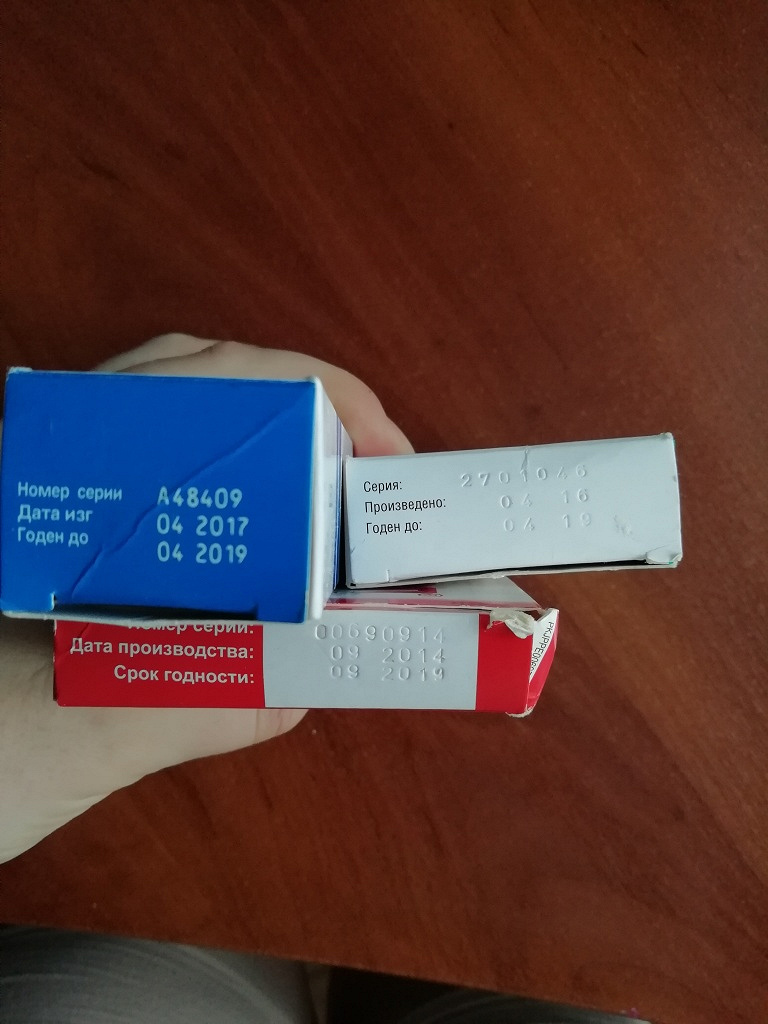 Номер серии A48409
Дата изг 04 2017
Годен до 04 2019
Серия: 2701046
Произведено: 04 16
Годен до: 04 19
Номер серии: 00690914
Дата производства: 09 2014
Срок годности: 09 2019